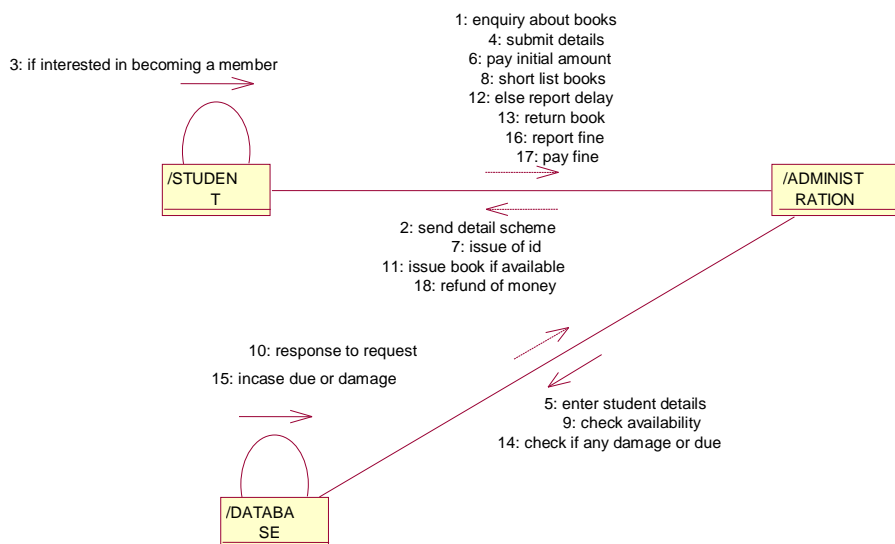 1: enquiry about books
4: submit details
6: pay initial amount
8: short list books
12: else report delay
13: return book
16: report fine
17: pay fine
3: if interested in becoming a member
/STUDEN
T
/ADMINIST
RATION
2: send detail scheme
7: issue of id
11: issue book if available
18: refund of money
10: response to request
15: incase due or damage
5: enter student details
9: check availability
14: check if any damage or due
/DATABA
SE